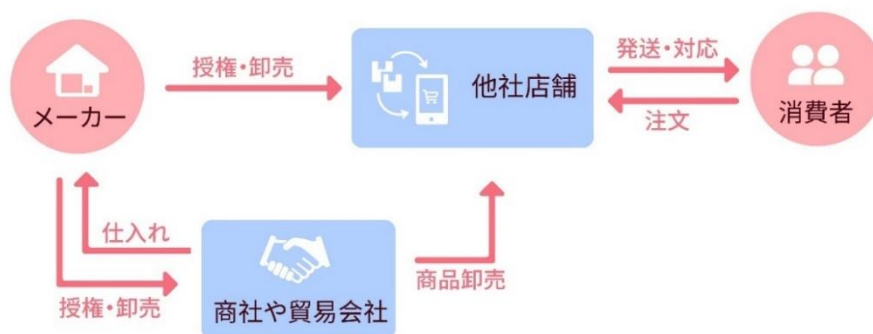 メーカー
授権・卸売
他社店舗
発送・対応
注文
消費者
仕入れ
授権・卸売
商社や貿易会社
商品卸売